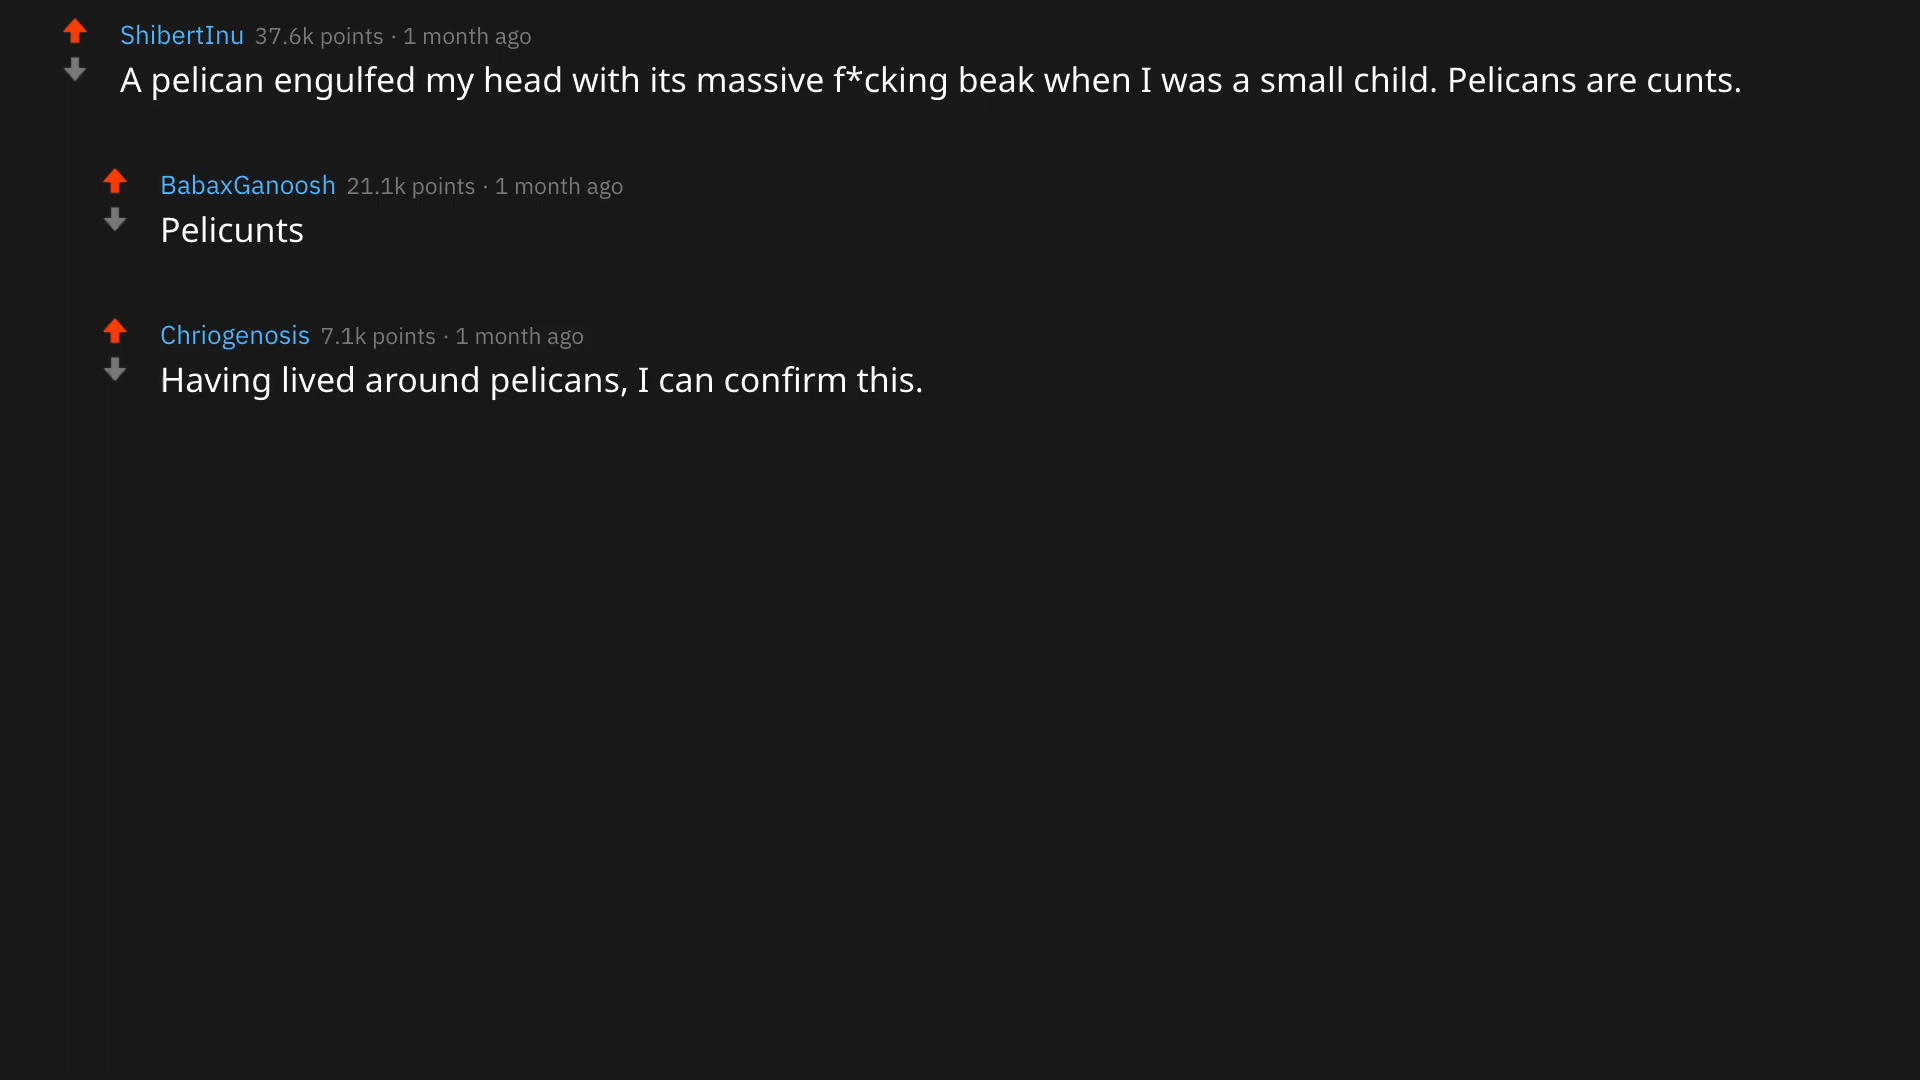 ShibertInu 37.6k points · 1 month ago
A pelican engulfed my head with its massive f*cking beak when I was a small child. Pelicans are cunts.
BabaxGanoosh 21.1k points · 1 month ago
Pelicunts
Chriogenosis 7.1k points · 1 month ago
Having lived around pelicans, I can confirm this.